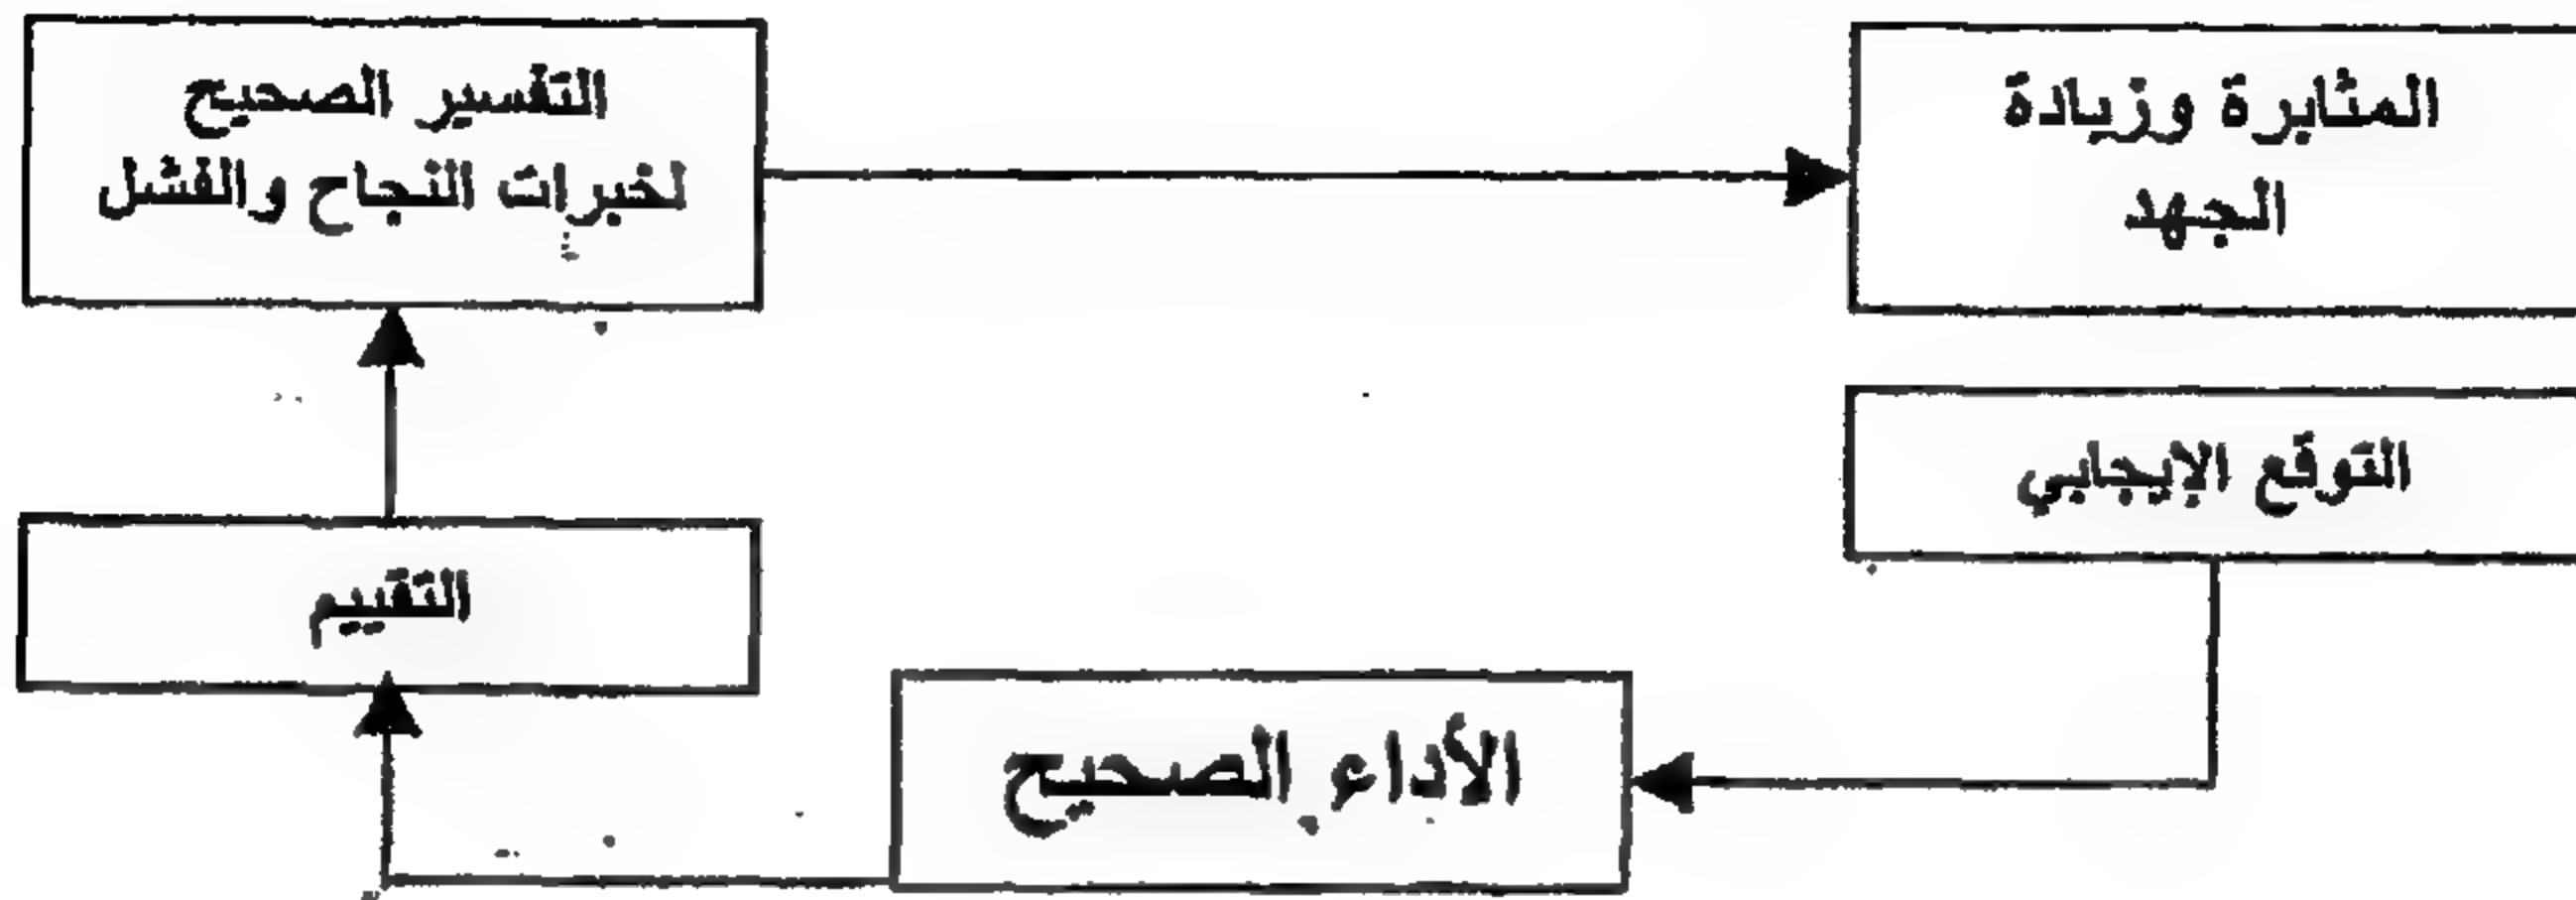 المثابرة وزيادة
الجهد
التفسير الصحيح
لخبرات النجاح والفشل
التوقع الإيجابي
التقييم
الأداء الصحيح